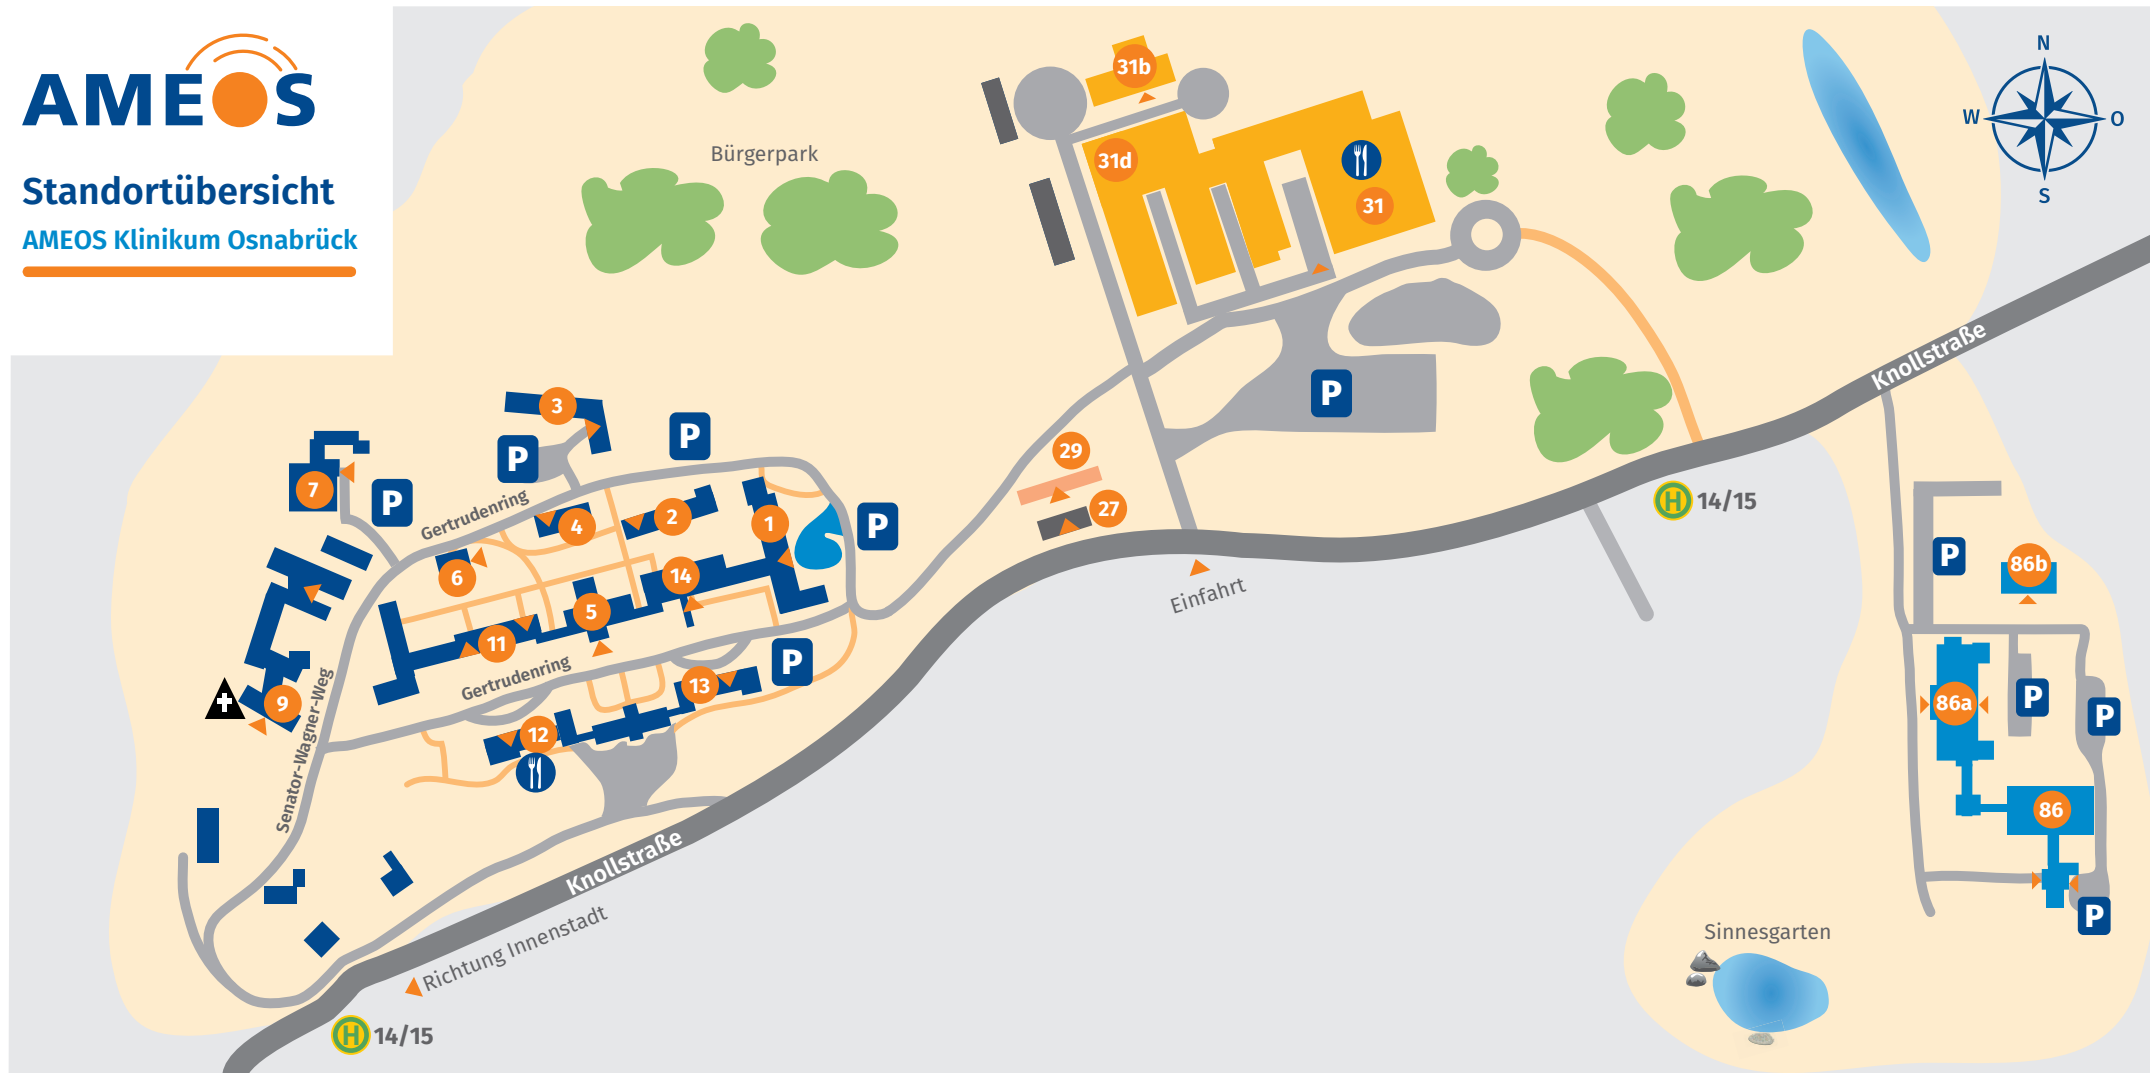 AMEOS
Standortübersicht
AMEOS Klinikum Osnabrück
Bürgerpark
31b
31d
31
N
W
O
S
Knollstraße
3
P
P
7
P
Gertrudenring
4
2
1
P
6
14
5
11
Gertrudenring
13
P
9
12
Senator-Wagner-Weg
P
29
27
Einfahrt
H 14/15
P
86b
86a
P
P
86
P
Knollstraße
Richtung Innenstadt
H 14/15
Sinnesgarten